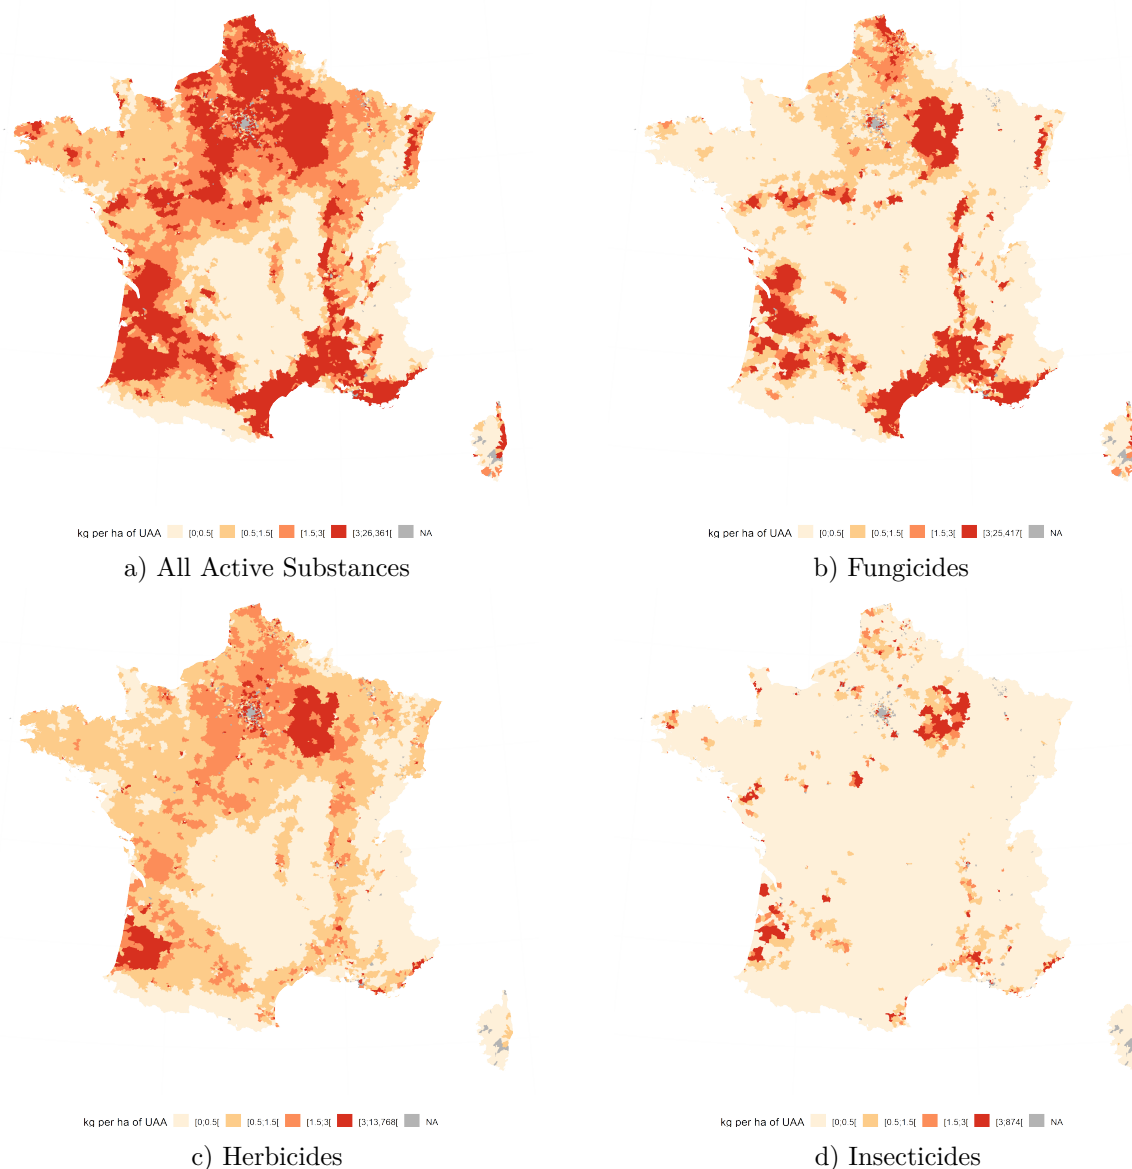 kg per ha of UAA [0;0.5[ [0.5;1.5[ [1.5;3[ [3;26,361[ NA
a) All Active Substances
kg per ha of UAA [0;0.5[ [0.5;1.5[ [1.5;3[ [3;25,417[ NA
b) Fungicides
kg per ha of UAA [0;0.5[ [0.5;1.5[ [1.5;3[ [3;13,768[ NA
c) Herbicides
kg per ha of UAA [0;0.5[ [0.5;1.5[ [1.5;3[ [3;874[ NA
d) Insecticides